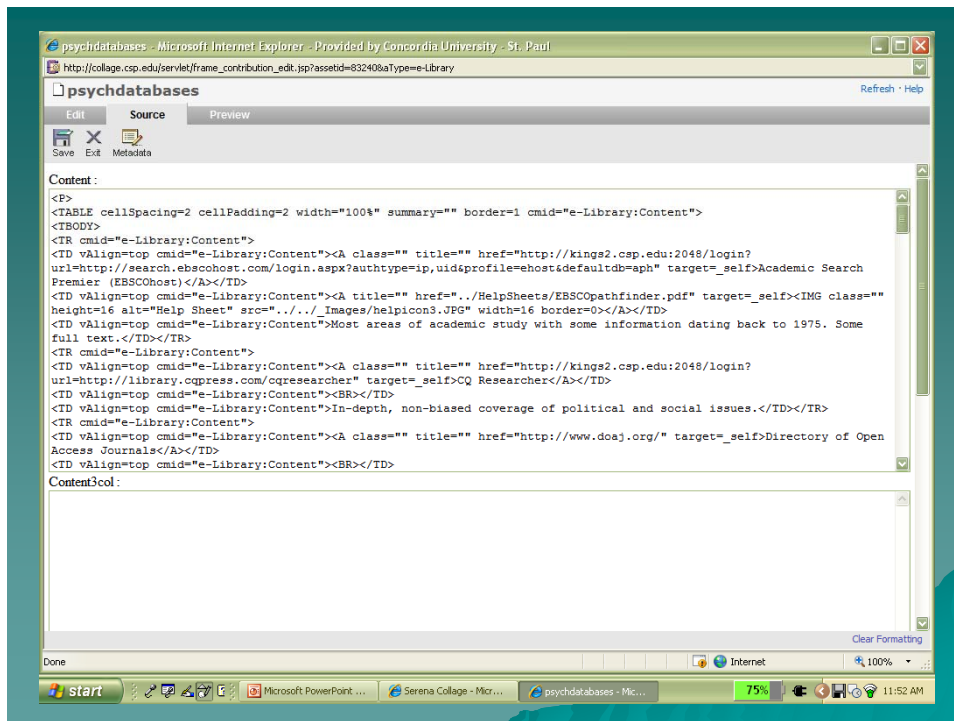 psychdatabases - Microsoft Internet Explorer - Provided by Concordia University - St. Paul
http://collage.csp.edu/servlet/frame_contribution_edit.jsp?assetid=83240&aType=e-Library
psychdatabases
Refresh · Help
Edit Source Preview
Save Exit Metadata
Content :
<P>
<TABLE cellSpacing=2 cellPadding=2 width="100%" summary="" border=1 cmid="e-Library:Content">
<TBODY>
<TR cmid="e-Library:Content">
<TD vAlign=top cmid="e-Library:Content"><A class="" title="" href="http://kings2.csp.edu:2048/login?
url=http://search.ebscohost.com/login.aspx?authtype=ip,uid&profile=ehost&defaultdb=aph" target=_self>Academic Search
Premier (EBSCOhost)</A></TD>
<TD vAlign=top cmid="e-Library:Content"><A title="" href="../HelpSheets/EBSCOpathfinder.pdf" target=_self><IMG class=""
height=16 alt="Help Sheet" src="../../_Images/helpicon3.JPG" width=16 border=0></A></TD>
<TD vAlign=top cmid="e-Library:Content">Most areas of academic study with some information dating back to 1975. Some
full text.</TD></TR>
<TR cmid="e-Library:Content">
<TD vAlign=top cmid="e-Library:Content"><A class="" title="" href="http://kings2.csp.edu:2048/login?
url=http://library.cqpress.com/cqresearcher" target=_self>CQ Researcher</A></TD>
<TD vAlign=top cmid="e-Library:Content"><BR></TD>
<TD vAlign=top cmid="e-Library:Content">In-depth, non-biased coverage of political and social issues.</TD></TR>
<TR cmid="e-Library:Content">
<TD vAlign=top cmid="e-Library:Content"><A class="" title="" href="http://www.doaj.org/" target=_self>Directory of Open
Access Journals</A></TD>
<TD vAlign=top cmid="e-Library:Content"><BR></TD>
Content3col :
Clear Formatting
Done Internet 100%
start Microsoft PowerPoint ... Serena Collage - Micr... psychdatabases - Mic... 75% 11:52 AM